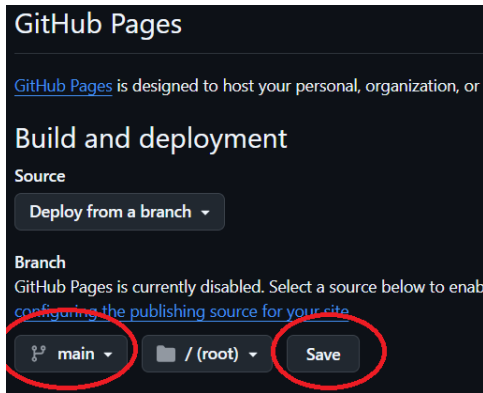 GitHub Pages
GitHub Pages is designed to host your personal, organization, or
Build and deployment
Source
Deploy from a branch
Branch
GitHub Pages is currently disabled. Select a source below to enab
configuring the publishing source for your site
main / (root) Save